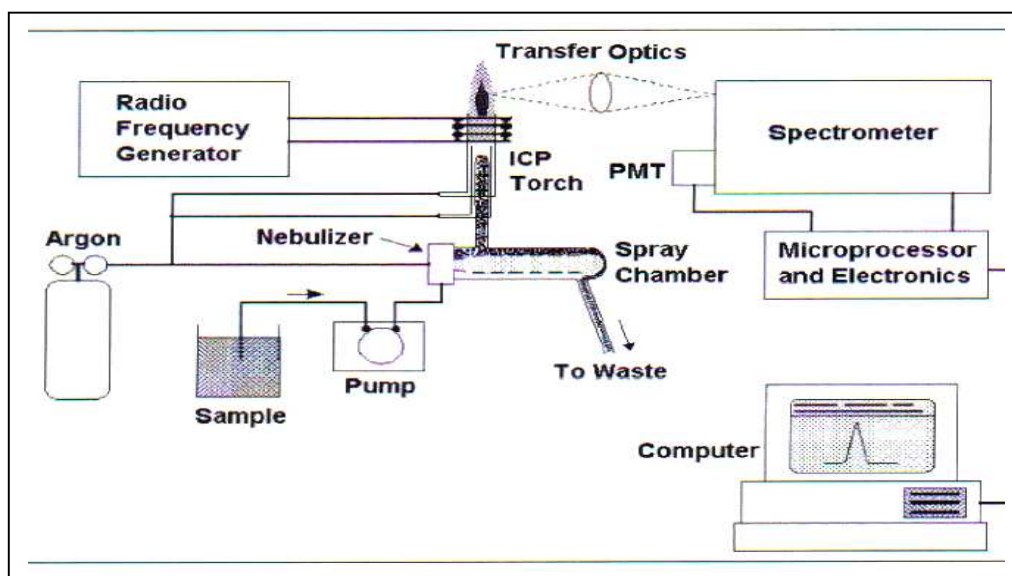 Transfer Optics
Radio
Frequency
Generator
Spectrometer
ICP
Torch
PMT
Argon
Nebulizer
Spray
Chamber
Microprocessor
and Electronics
To Waste
Pump
Sample
Computer